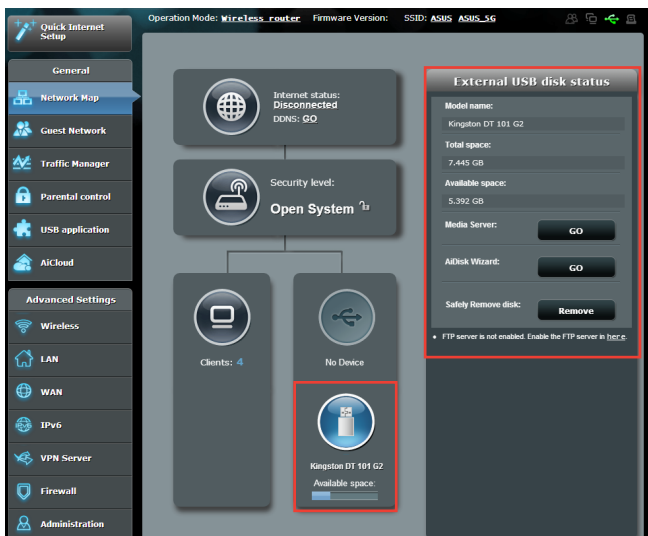 Operation Mode: Wireless router Firmware Version: SSID: ASUS ASUS_5G
Quick Internet
Setup
General
Network Map
Guest Network
Traffic Manager
Parental control
USB application
AiCloud
Advanced Settings
Wireless
LAN
WAN
IPv6
VPN Server
Firewall
Administration
Internet status:
Disconnected
DDNS: GO
Security level:
Open System
Clients: 4
No Device
Kingston DT 101 G2
Available space:
External USB disk status
Model name:
Kingston DT 101 G2
Total space:
7.445 GB
Available space:
5.392 GB
Media Server: GO
AiDisk Wizard: GO
Safely Remove disk: Remove
• FTP server is not enabled. Enable the FTP server in here.